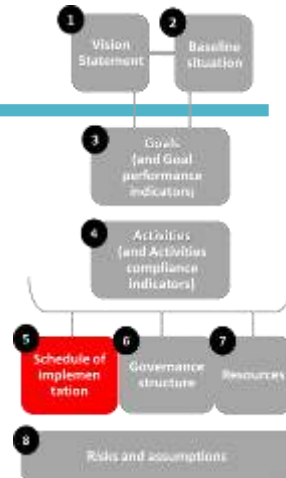 1
Vision
Statement
2
Baseline
situation
3
Goals
(and Goal
performance
indicators)
4
Activities
(and Activities
compliance
indicators)
5
Schedule of
implemen
tation
6
Governance
structure
7
Resources
8
Risks and assumptions